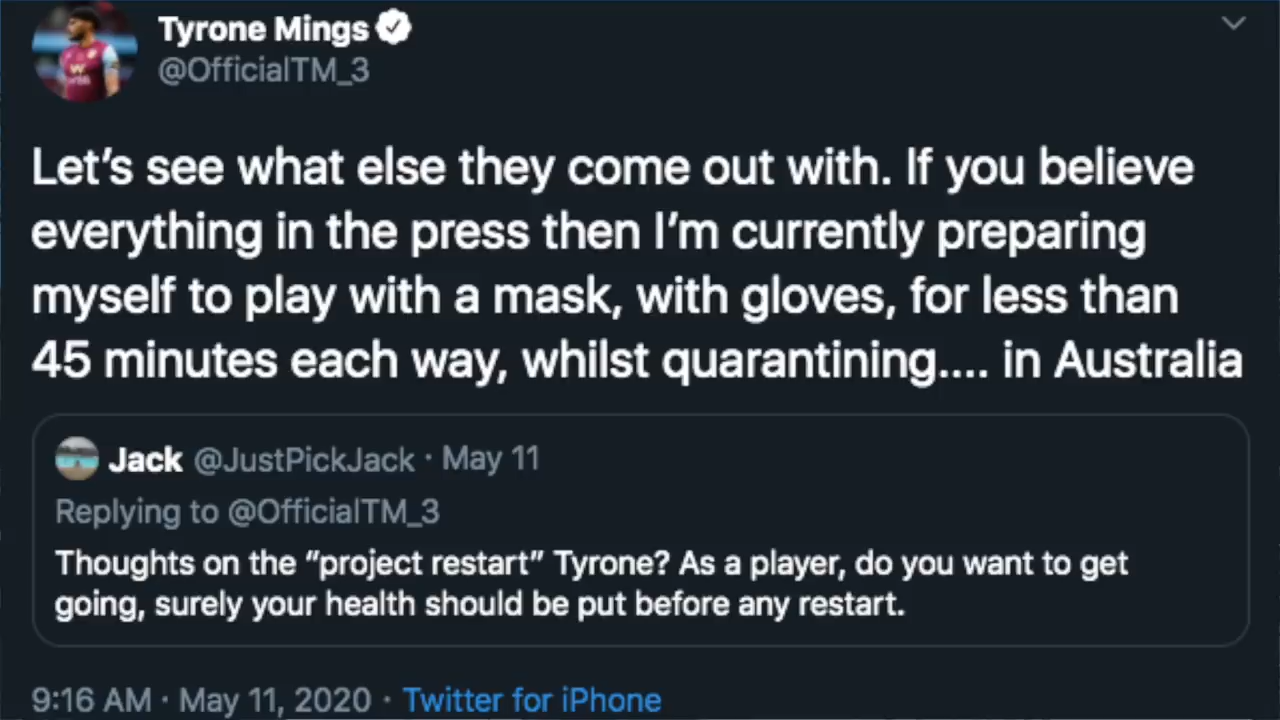 Tyrone Mings
@OfficialTM_3
Let's see what else they come out with. If you believe
everything in the press then I'm currently preparing
myself to play with a mask, with gloves, for less than
45 minutes each way, whilst quarantining.... in Australia
Jack @JustPickJack · May 11
Replying to @OfficialTM_3
Thoughts on the "project restart" Tyrone? As a player, do you want to get
going, surely your health should be put before any restart.
9:16 AM · May 11, 2020 · Twitter for iPhone